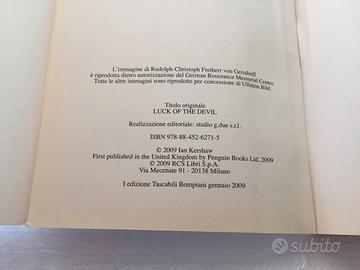 L'immagine di Rudolph-Christoph Freiherr von Gersdorff
è riprodotta dietro autorizzazione del German Resistance Memorial Center.
Tutte le altre immagini sono riprodotte per concessione di Ullstein Bild.
Titolo originale
LUCK OF THE DEVIL
Realizzazione editoriale: studio g.due s.r.l.
ISBN 978-88-452-6271-5
© 2009 Ian Kershaw
First published in the United Kingdom by Penguin Books Ltd, 2009
© 2009 RCS Libri S.p.A.
Via Mecenate 91 - 20138 Milano
I edizione Tascabili Bompiani gennaio 2009
subito